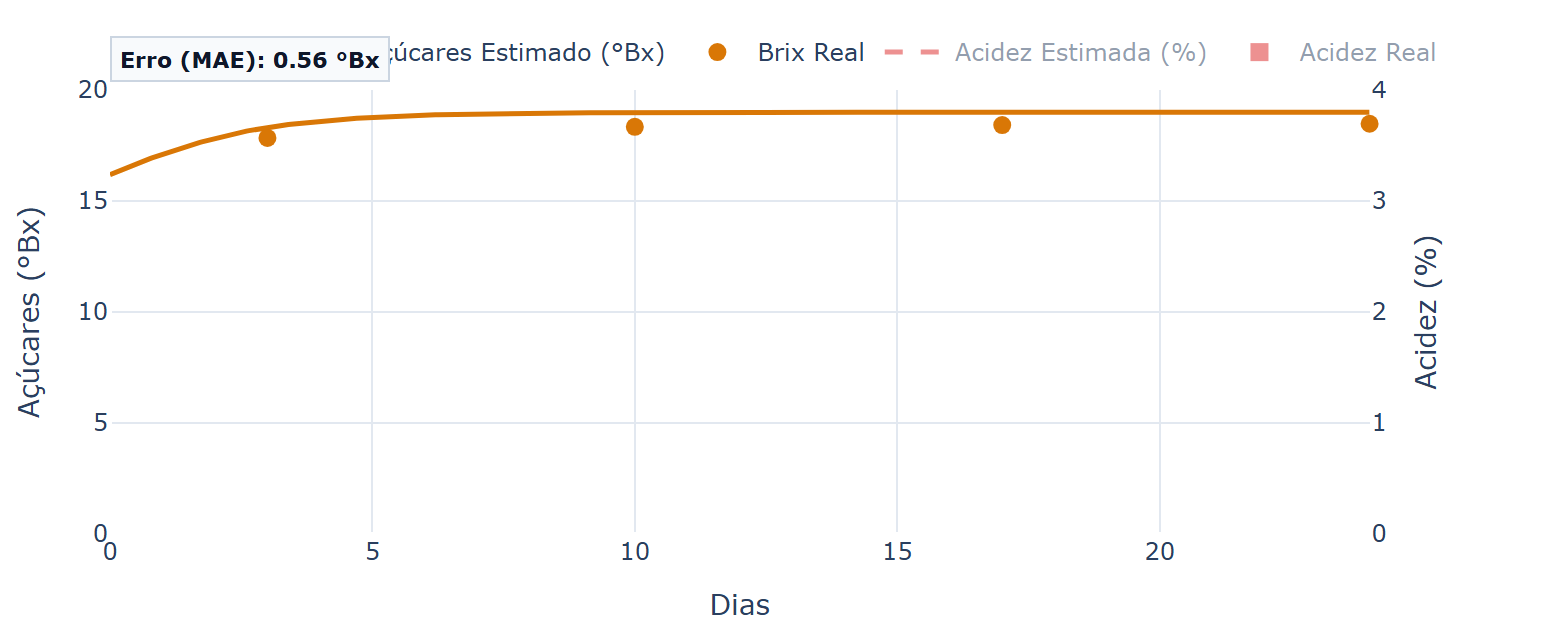 Erro (MAE): 0.56 ºBx
çúcares Estimado (°Bx)
Brix Real
Acidez Estimada (%)
Acidez Real
20
15
10
5
0
Açúcares (°Bx)
4
3
2
1
0
Acidez (%)
0 5 10 15 20
Dias